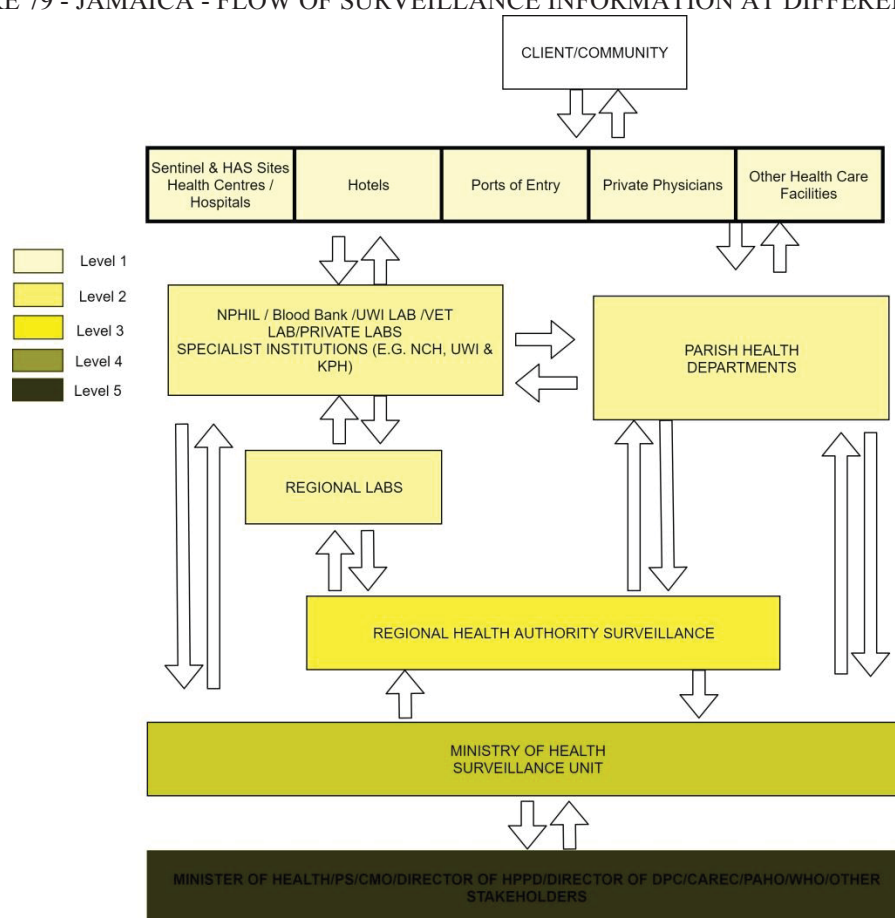 RE 79 - JAMAICA - FLOW OF SURVEILLANCE INFORMATION AT DIFFERE
CLIENT/COMMUNITY
Sentinel & HAS Sites
Health Centres /
Hospitals
Hotels
Ports of Entry
Private Physicians
Other Health Care
Facilities
Level 1
Level 2
Level 3
Level 4
Level 5
NPHIL / Blood Bank /UWI LAB /VET
LAB/PRIVATE LABS
SPECIALIST INSTITUTIONS (E.G. NCH, UWI &
KPH)
PARISH HEALTH
DEPARTMENTS
REGIONAL LABS
REGIONAL HEALTH AUTHORITY SURVEILLANCE
MINISTRY OF HEALTH
SURVEILLANCE UNIT
MINISTER OF HEALTH/PS/CMO/DIRECTOR OF HPPD/DIRECTOR OF DPC/CAREC/PAHO/WHO/OTHER
STAKEHOLDERS